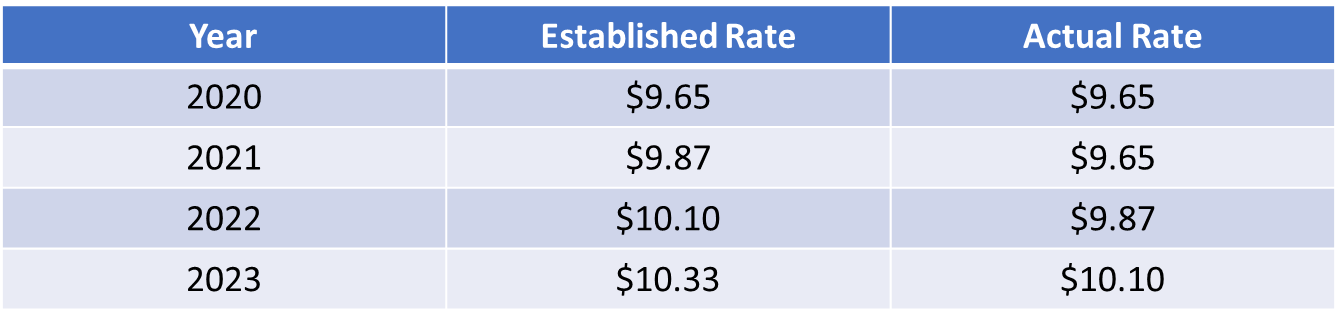 Year Established Rate Actual Rate
2020 $9.65 $9.65
2021 $9.87 $9.65
2022 $10.10 $9.87
2023 $10.33 $10.10